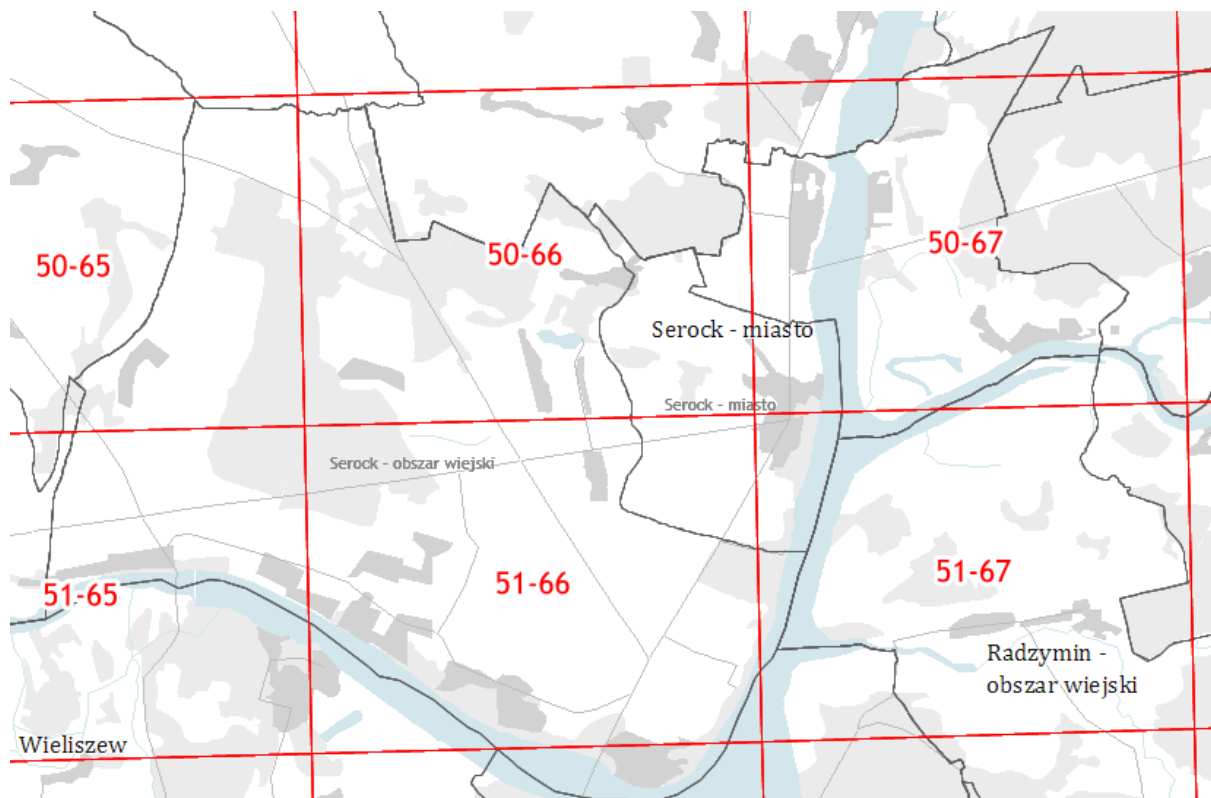 50-65
50-66
50-67
Serock - miasto
Serock - miasto
Serock - obszar wiejski
51-65
51-66
51-67
Radzymin -
obszar wiejski
Wieliszew